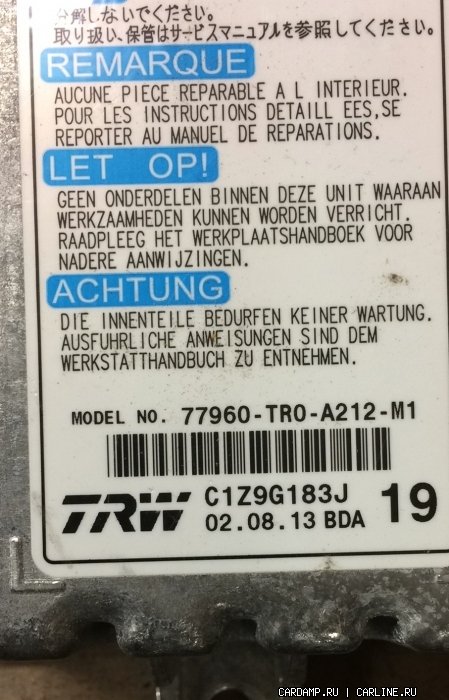 分解しないでください。
取り扱い、保管はサービスマニュアルを参照してください。
REMARQUE
AUCUNE PIECE REPARABLE A L INTERIEUR.
POUR LES INSTRUCTIONS DETAILL EES,SE
REPORTER AU MANUEL DE REPARATIONS.
LET OP!
GEEN ONDERDELEN BINNEN DEZE UNIT WAARAAN
WERKZAAMHEDEN KUNNEN WORDEN VERRICHT.
RAADPLEEG HET WERKPLAATSHANDBOEK VOOR
NADERE AANWIJZINGEN.
ACHTUNG
DIE INNENTEILE BEDURFEN KEINER WARTUNG.
AUSFUHRLICHE ANWEISUNGEN SIND DEM
WERKSTATTHANDBUCH ZU ENTNEHMEN.
MODEL NO. 77960-TR0-A212-M1
TRW C1Z9G183J 19
02.08.13 BDA
CARDAMP.RU | CARLINE.RU